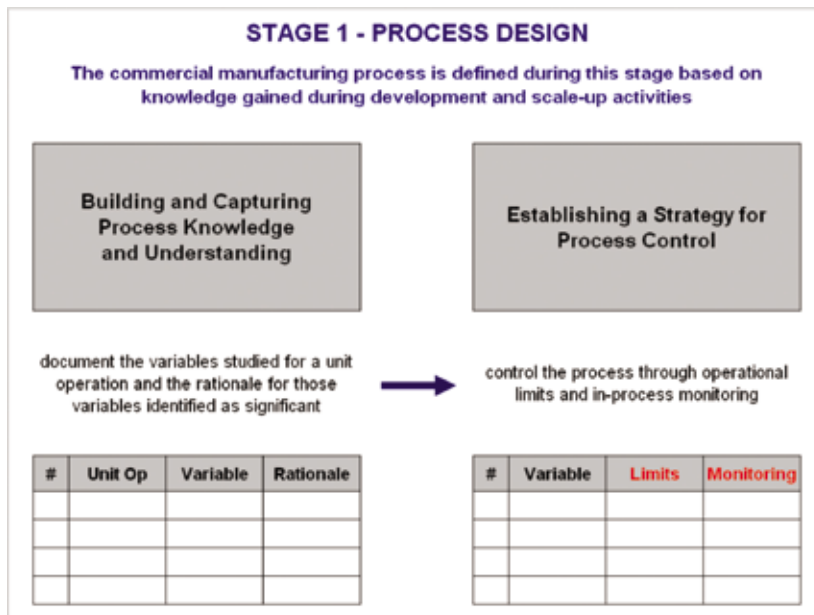 STAGE 1 - PROCESS DESIGN
The commercial manufacturing process is defined during this stage based on
knowledge gained during development and scale-up activities
Building and Capturing
Process Knowledge
and Understanding
Establishing a Strategy for
Process Control
document the variables studied for a unit
operation and the rationale for those
variables identified as significant
control the process through operational
limits and in-process monitoring
# Unit Op Variable Rationale
# Variable Limits Monitoring